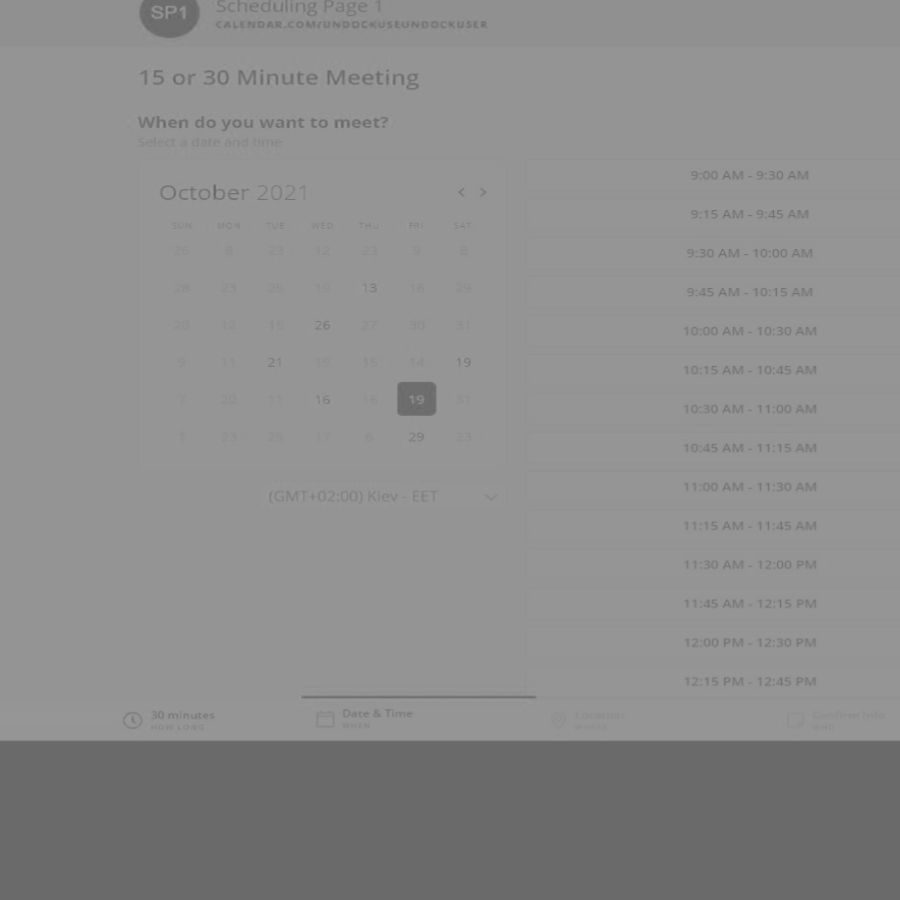 SP1
Scheduling Page 1
CALENDAR.COM/UNDOCKUSEUNDOCKUSER
15 or 30 Minute Meeting
When do you want to meet?
Select a date and time
October 2021
< >
SUN MON TUE WED THU FRI SAT
26 8 23 12 23 9 8
28 23 26 19 13 16 29
20 12 15 26 27 30 31
9 11 21 19 15 14 19
20 11 16 16 19 31
23 25 17 6 29 23
(GMT+02:00) Kiev - EET
9:00 AM - 9:30 AM
9:15 AM - 9:45 AM
9:30 AM - 10:00 AM
9:45 AM - 10:15 AM
10:00 AM - 10:30 AM
10:15 AM - 10:45 AM
10:30 AM - 11:00 AM
10:45 AM - 11:15 AM
11:00 AM - 11:30 AM
11:15 AM - 11:45 AM
11:30 AM - 12:00 PM
11:45 AM - 12:15 PM
12:00 PM - 12:30 PM
12:15 PM - 12:45 PM
30 minutes
HOW LONG
Date & Time
WHEN
Location
WHERE
Confirm Info